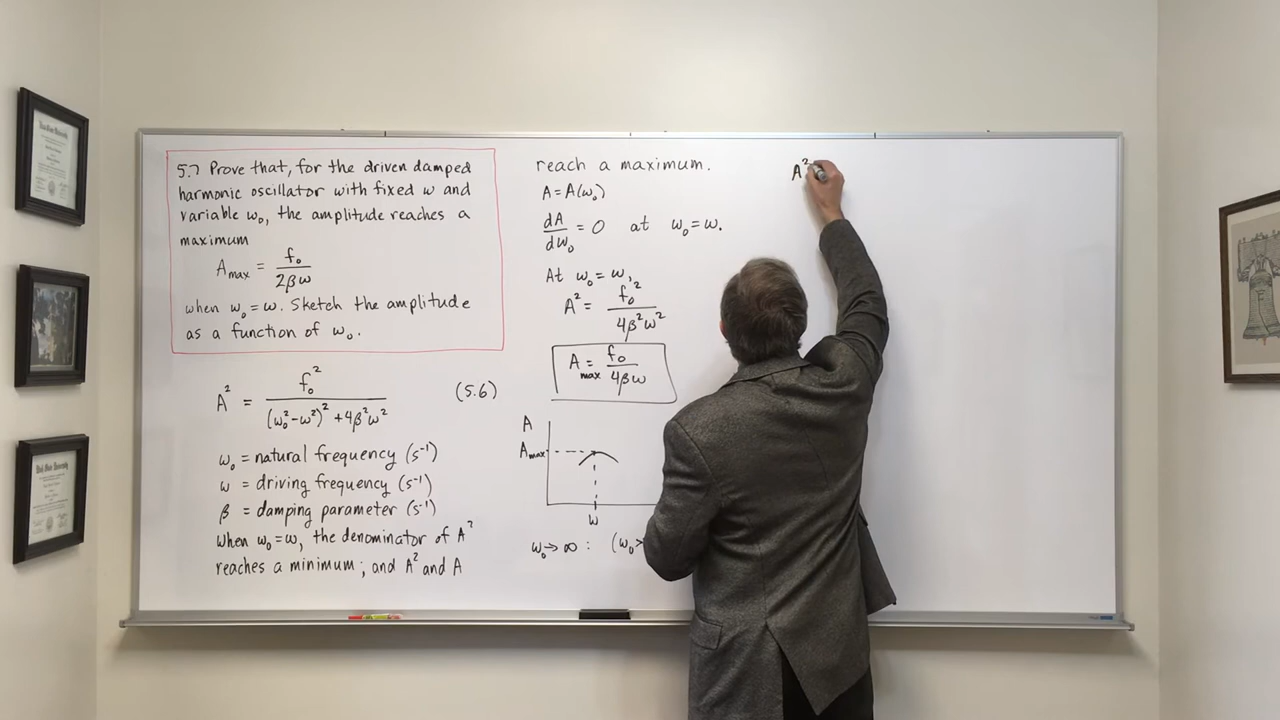 5.7 Prove that, for the driven damped
harmonic oscillator with fixed ω and
variable ω₀, the amplitude reaches a
maximum
A_max = f₀ / 2βω
when ω₀ = ω. Sketch the amplitude
as a function of ω₀.
A² = f₀² / (ω₀²-ω²)² + 4β²ω² (5.6)
ω₀ = natural frequency (s⁻¹)
ω = driving frequency (s⁻¹)
β = damping parameter (s⁻¹)
When ω₀=ω, the denominator of A²
reaches a minimum; and A² and A
reach a maximum.
A = A(ω₀)
dA/dω₀ = 0 at ω₀ = ω.
At ω₀ = ω,
A² = f₀² / 4β²ω²
A_max = f₀ / 4βω
A
A_max
ω
ω₀ → ∞ : (ω₀>
A²